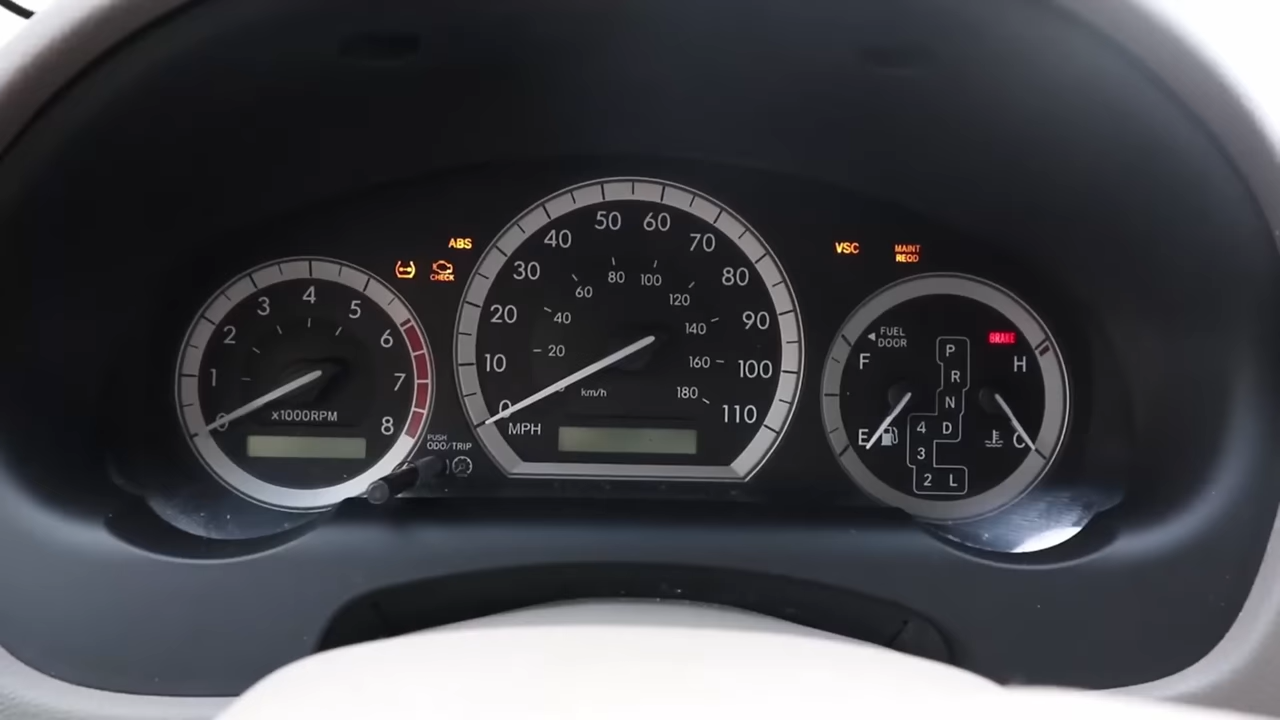 ABS
CHECK
VSC
MAINT
REQD
0
1
2
3
4
5
6
7
8
x1000RPM
PUSH
ODO/TRIP
0
10
20
30
40
50
60
70
80
90
100
110
MPH
20
40
60
80
100
120
140
160
180
km/h
FUEL
DOOR
F
E
P
R
N
4 D
3
2 L
BRAKE
H
C